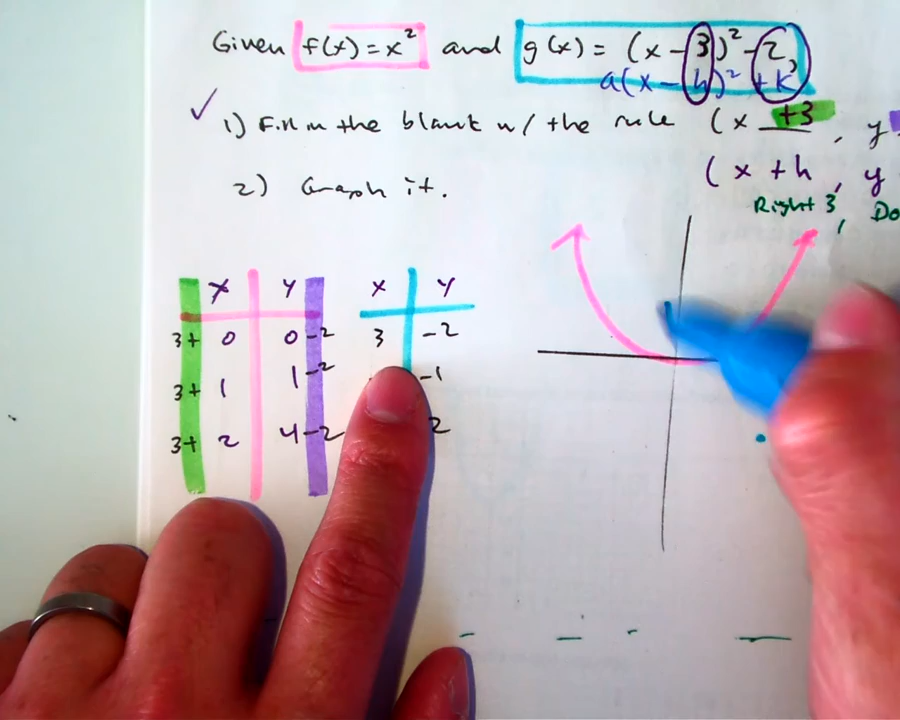 Given f(x) = x² and g(x) = (x - 3)² - 2,
a(x - h)² + k
✓ 1) Fill in the blank w/ the rule (x +3 , y
(x + h , y
2) Graph it.
Right 3, Do
x y x y
3+ 0 0 -2 3 -2
3+ 1 1 -2 -1
3+ 2 4 -2 2